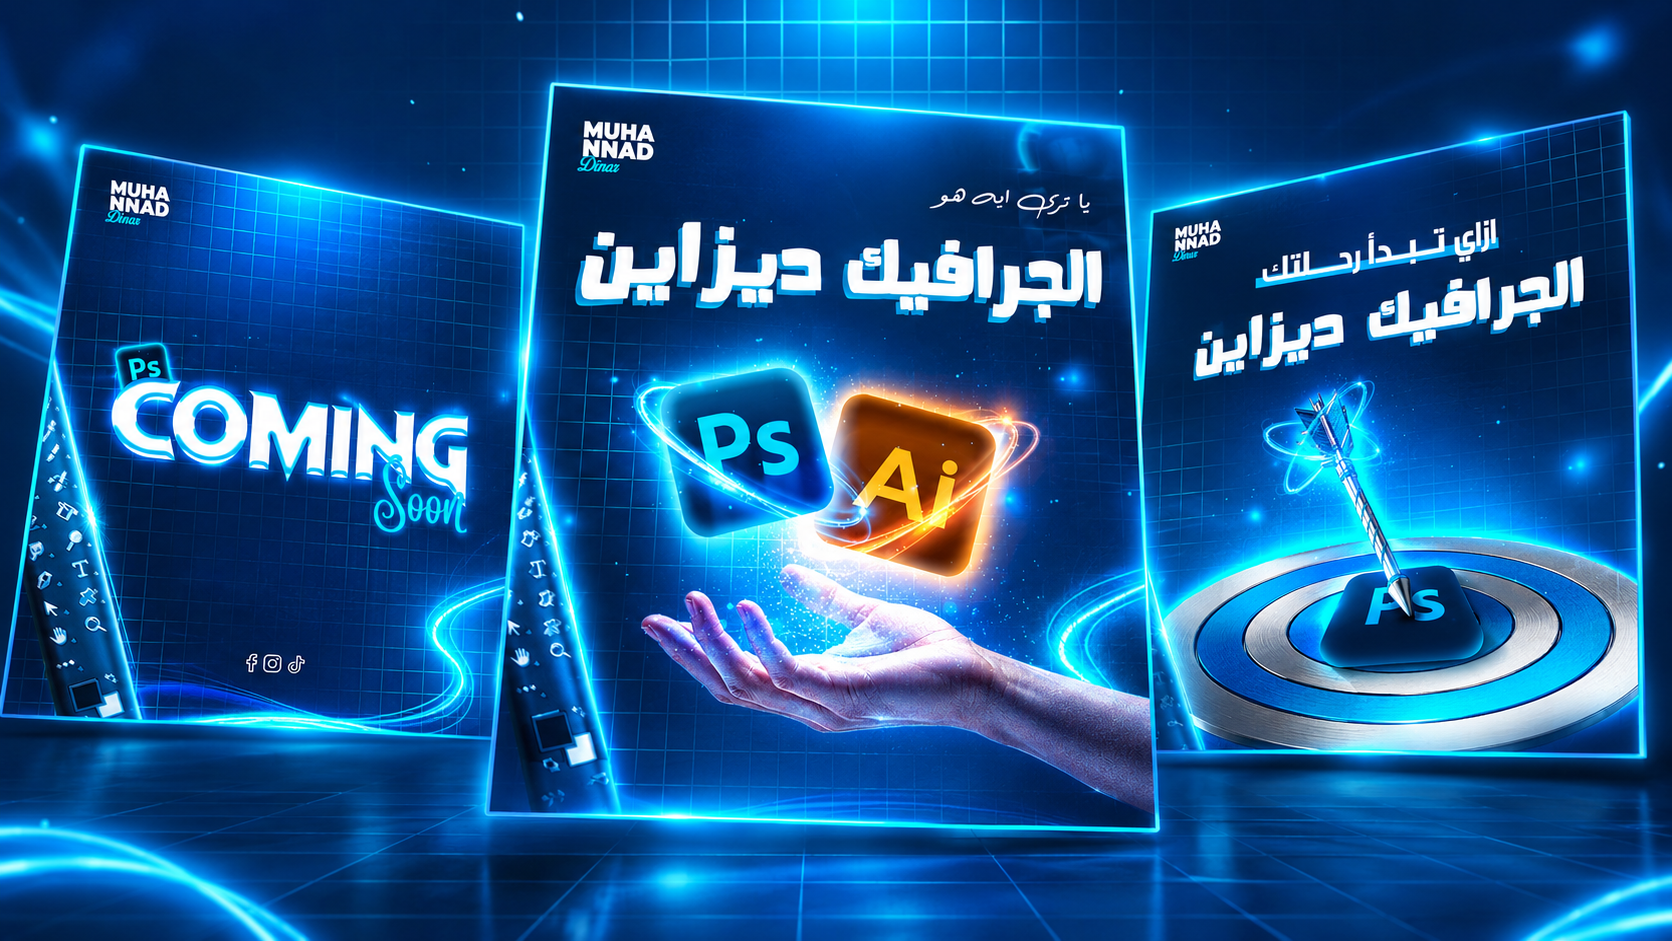 MUHA
NNAD
Dinar
Ps
COMING
Soon
MUHA
NNAD
Dinar
يا ترى ايه هو
الجرافيك ديزاين
Ps
Ai
MUHA
NNAD
Dinar
ازاي تبدأ رحلتك
الجرافيك ديزاين
Ps